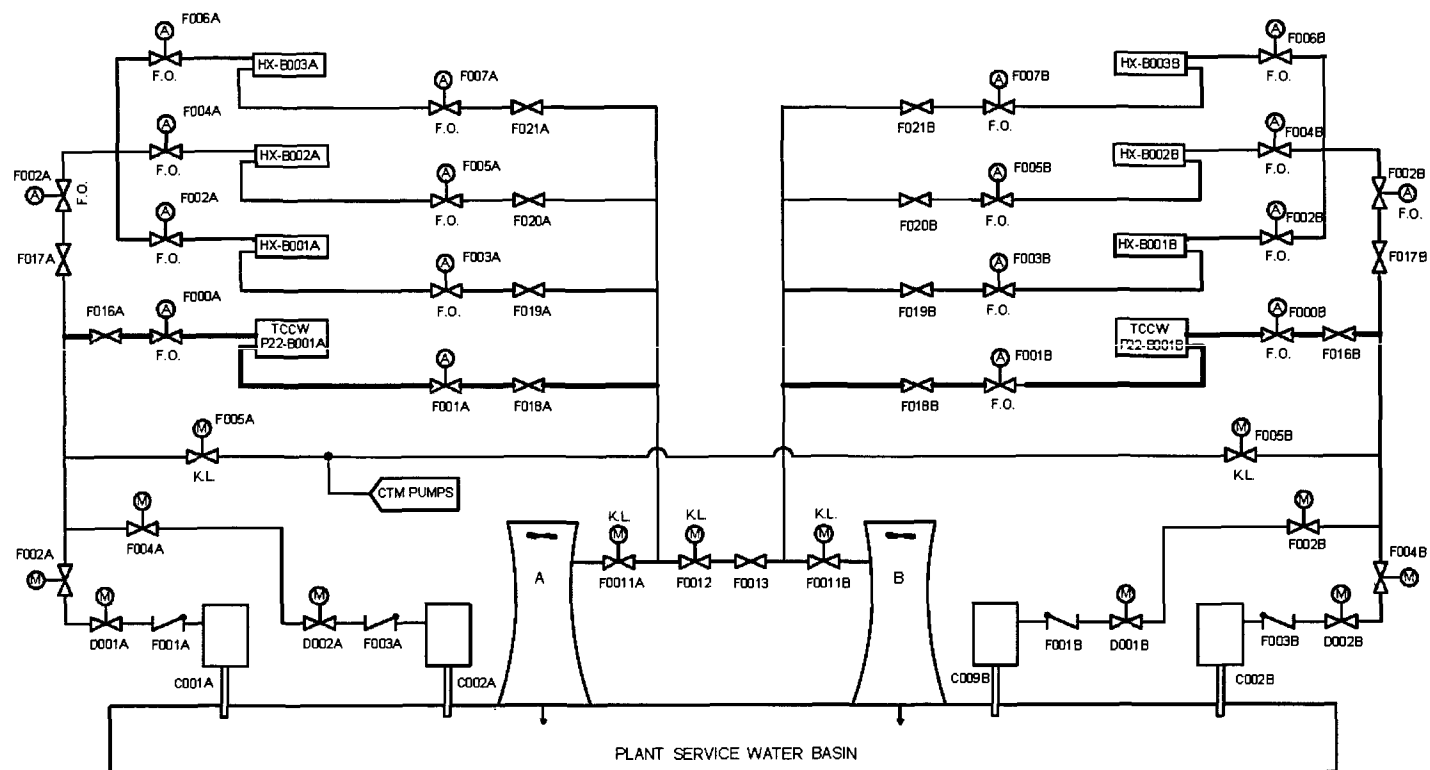 F006A
A
F.O.
HX-B003A
F007A
A
F.O.
F021A
F004A
A
F.O.
HX-B002A
F002A
A
F.O.
F005A
A
F.O.
F020A
F002A
A
F.O.
HX-B001A
F017A
F003A
A
F.O.
F019A
F000A
A
F016A
F.O.
TCCW
P22-B001A
A
F001A
F018A
F006B
A
F.O.
HX-B003B
F007B
A
F.O.
F021B
F004B
A
F.O.
HX-B002B
F002B
A
F.O.
F005B
A
F.O.
F020B
F002B
A
F.O.
HX-B001B
F017B
F003B
A
F.O.
F019B
F000B
A
F.O.
F016B
TCCW
P22-B001B
F001B
A
F.O.
F018B
F005A
M
K.L.
CTM PUMPS
F005B
M
K.L.
M
F004A
F002A
M
M
D001A
F001A
C001A
M
D002A
F003A
C002A
A
K.L.
M
F0011A
K.L.
M
F0012
F0013
K.L.
M
F0011B
B
M
F002B
F004B
M
C009B
F001B
M
D001B
C002B
F003B
M
D002B
PLANT SERVICE WATER BASIN